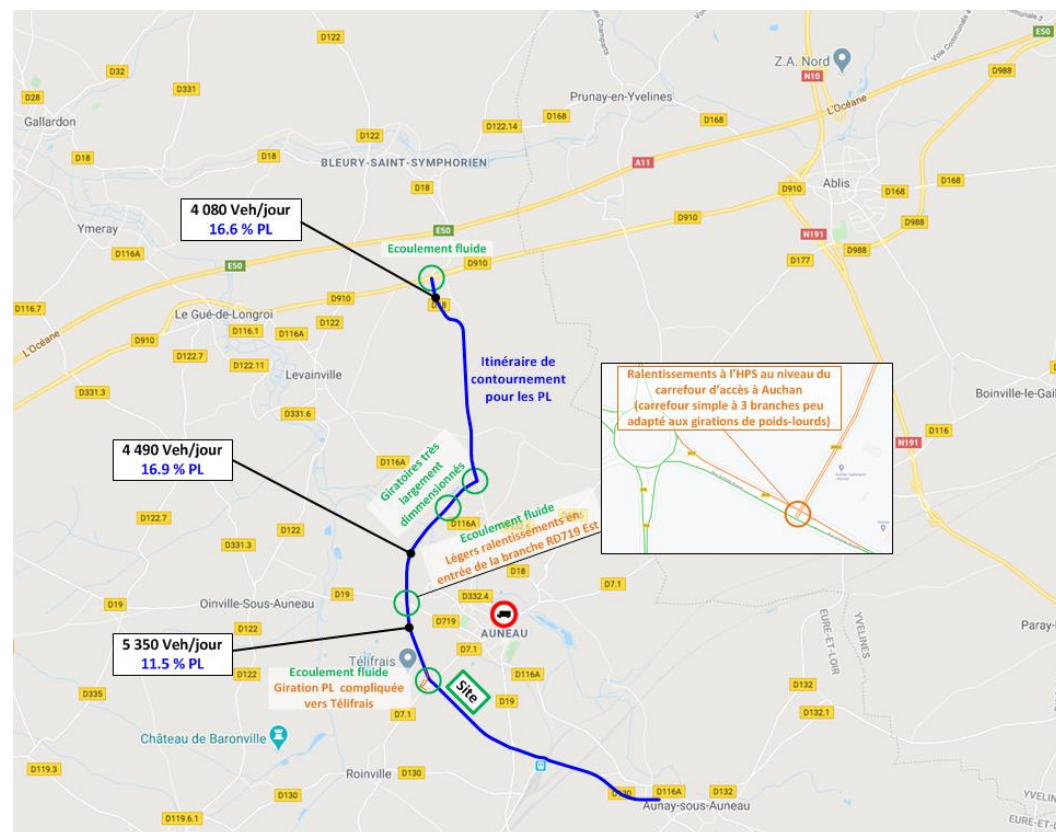 D122
E50
D32
Z.A. Nord
N10
D988
D331
D28
Prunay-en-Yvelines
Gallardon
D168
D168
L'Océane
D122.14
D122
D18
D18
BLEURY-SAINT-SYMPHORIEN
A11
D910
Ablis
D168
D168
D18
4 080 Veh/jour
16.6 % PL
D910
D988
Ymeray
E50
N191
D116A
Ecoulement fluide
D988
E50
D910
D177
D910
D116.7
Le Gué-de-Longroi
D122
D116.1
D116A
L'Océane
D910
D122.7
D122.11
Levainville
Itinéraire de
contournement
pour les PL
D331.3
D331.6
Ralentissements à l'HPS au niveau du
carrefour d'accès à Auchan
(carrefour simple à 3 branches peu
adapté aux girations de poids-lourds)
Boinville-le-Gai
D116
N191
4 490 Veh/jour
16.9 % PL
D116A
Giratoires très
largement
dimmensionnés
D122.7
D122
D116A
Ecoulement fluide
Légers ralentissements en
entrée de la branche RD719 Est
D331.3
D18
D7.1
D19
Oinville-Sous-Auneau
D19
D332.4
D719
AUNEAU
D122
5 350 Veh/jour
11.5 % PL
D7.1
YVELINES
EURE-ET-LOIR
Paray-
Télifrais
Ecoulement fluide
Giration PL compliquée
vers Télifrais
D116A
Site
D122
D335
D19
D132
D7.1
D132.1
Château de Baronville
D119.3
Roinville
D130
D130
D116A
D132
Aunay-sous-Auneau
D130
D119.6.1
YVELINES
EURE-ET-LO